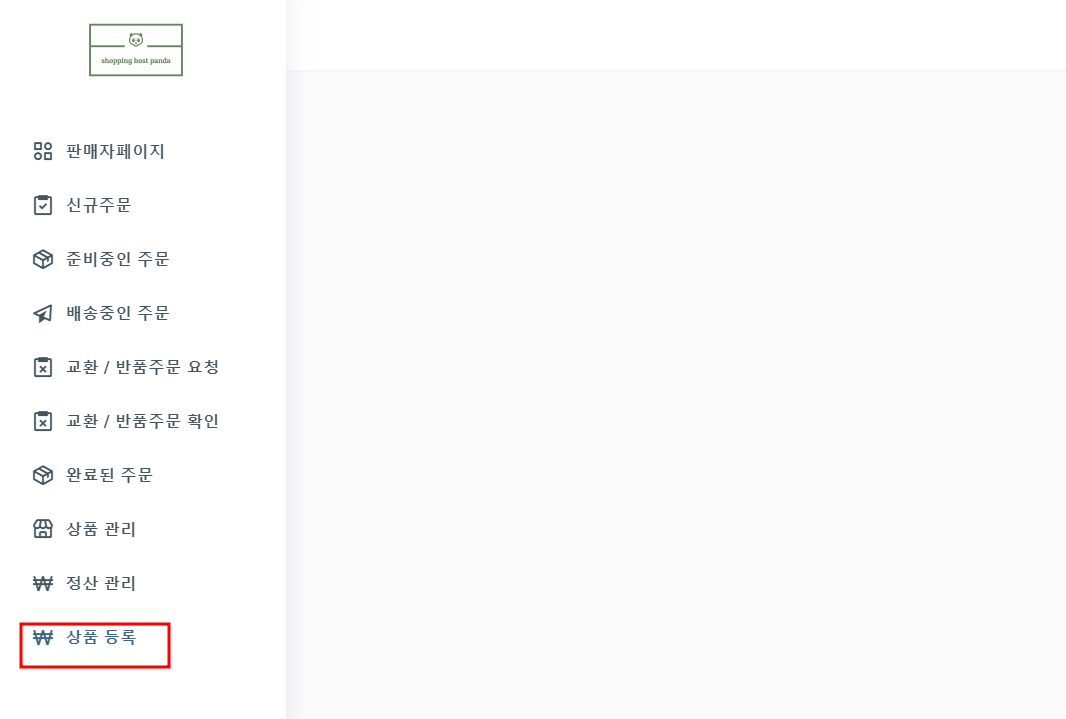 shopping host panda
판매자페이지
신규주문
준비중인 주문
배송중인 주문
교환 / 반품주문 요청
교환 / 반품주문 확인
완료된 주문
상품 관리
정산 관리
상품 등록